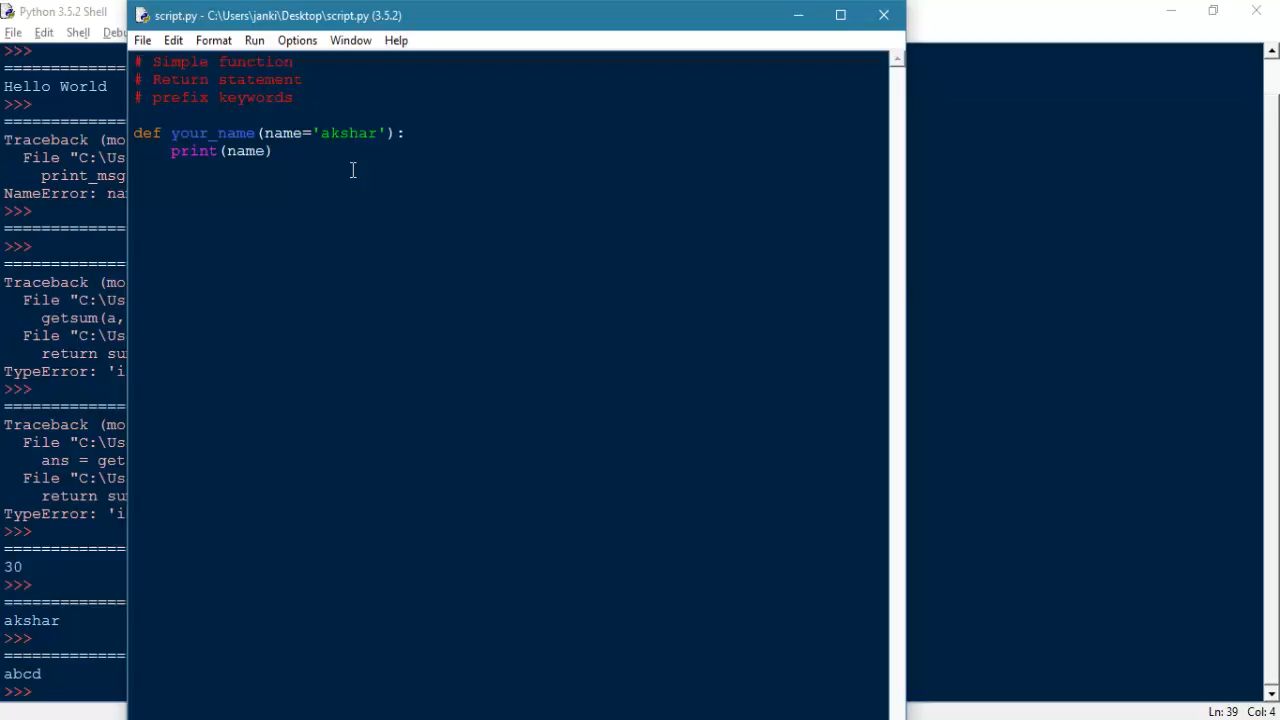 Python 3.5.2 Shell
File Edit Shell Debu
>>>
Hello World
>>>
Traceback (mo
File "C:\Us
print_msg
NameError: na
>>>
>>>
Traceback (mo
File "C:\Us
getsum(a,
File "C:\Us
return su
TypeError: 'i
>>>
Traceback (mo
File "C:\Us
ans = get
File "C:\Us
return su
TypeError: 'i
>>>
30
>>>
akshar
>>>
abcd
>>>
script.py - C:\Users\janki\Desktop\script.py (3.5.2)
File Edit Format Run Options Window Help
# Simple function
# Return statement
# prefix keywords
def your_name(name='akshar'):
print(name)
Ln: 39 Col: 4